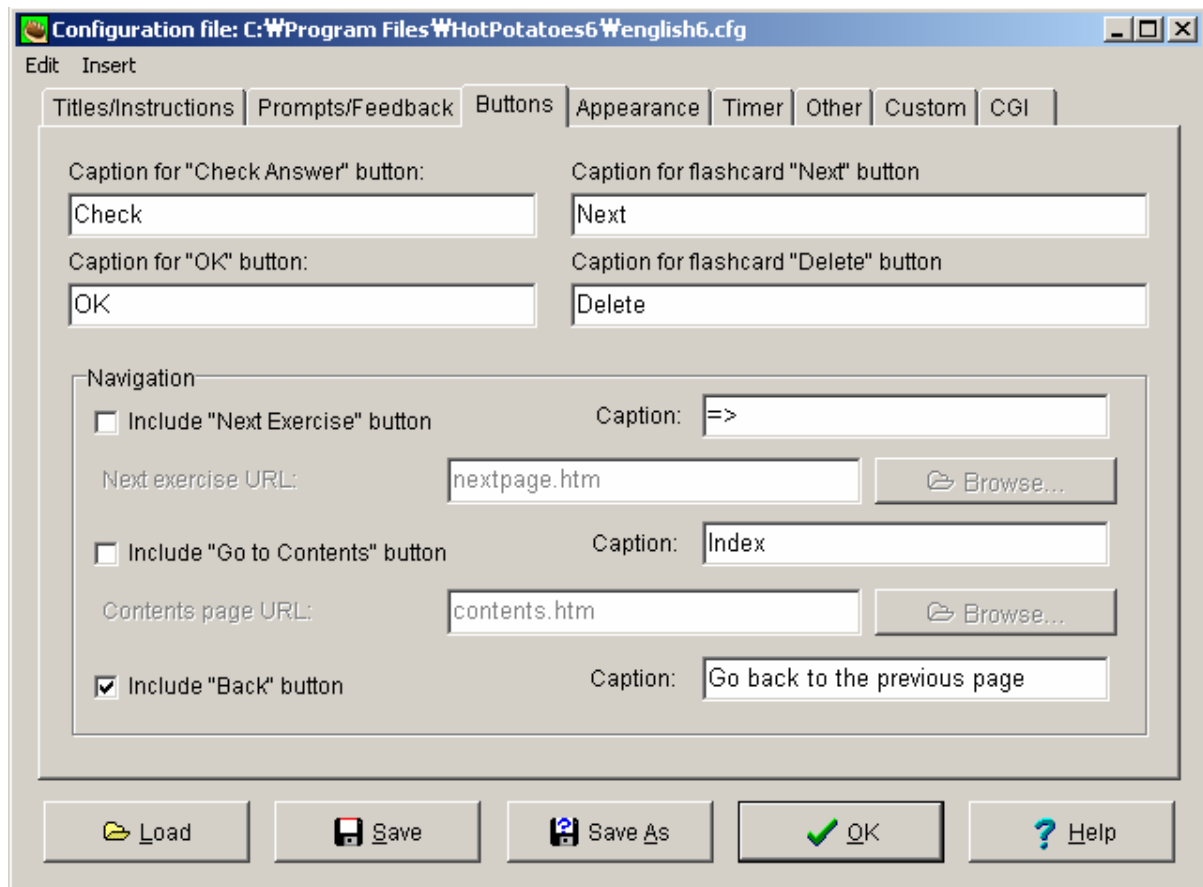 Configuration file: C:₩Program Files₩HotPotatoes6₩english6.cfg
Edit Insert
Titles/Instructions Prompts/Feedback Buttons Appearance Timer Other Custom CGI
Caption for "Check Answer" button: Caption for flashcard "Next" button
Check Next
Caption for "OK" button: Caption for flashcard "Delete" button
OK Delete
Navigation
Include "Next Exercise" button Caption: =>
Next exercise URL: nextpage.htm Browse...
Include "Go to Contents" button Caption: Index
Contents page URL: contents.htm Browse...
Include "Back" button Caption: Go back to the previous page
Load Save Save As OK Help